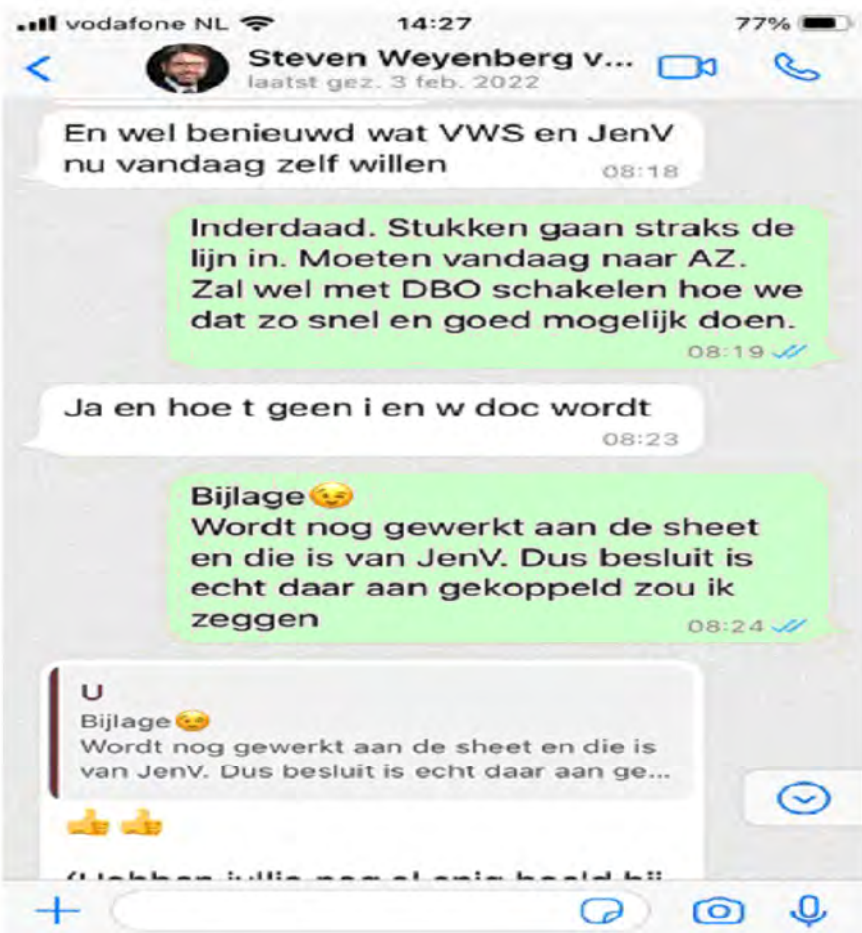 vodafone NL 14:27 77%
Steven Weyenberg v...
laatst gez. 3 feb. 2022
En wel benieuwd wat VWS en JenV
nu vandaag zelf willen
08:18
Inderdaad. Stukken gaan straks de
lijn in. Moeten vandaag naar AZ.
Zal wel met DBO schakelen hoe we
dat zo snel en goed mogelijk doen.
08:19
Ja en hoe t geen i en w doc wordt
08:23
Bijlage😉
Wordt nog gewerkt aan de sheet
en die is van JenV. Dus besluit is
echt daar aan gekoppeld zou ik
zeggen
08:24
U
Bijlage😉
Wordt nog gewerkt aan de sheet en die is
van JenV. Dus besluit is echt daar aan ge...
👍👍